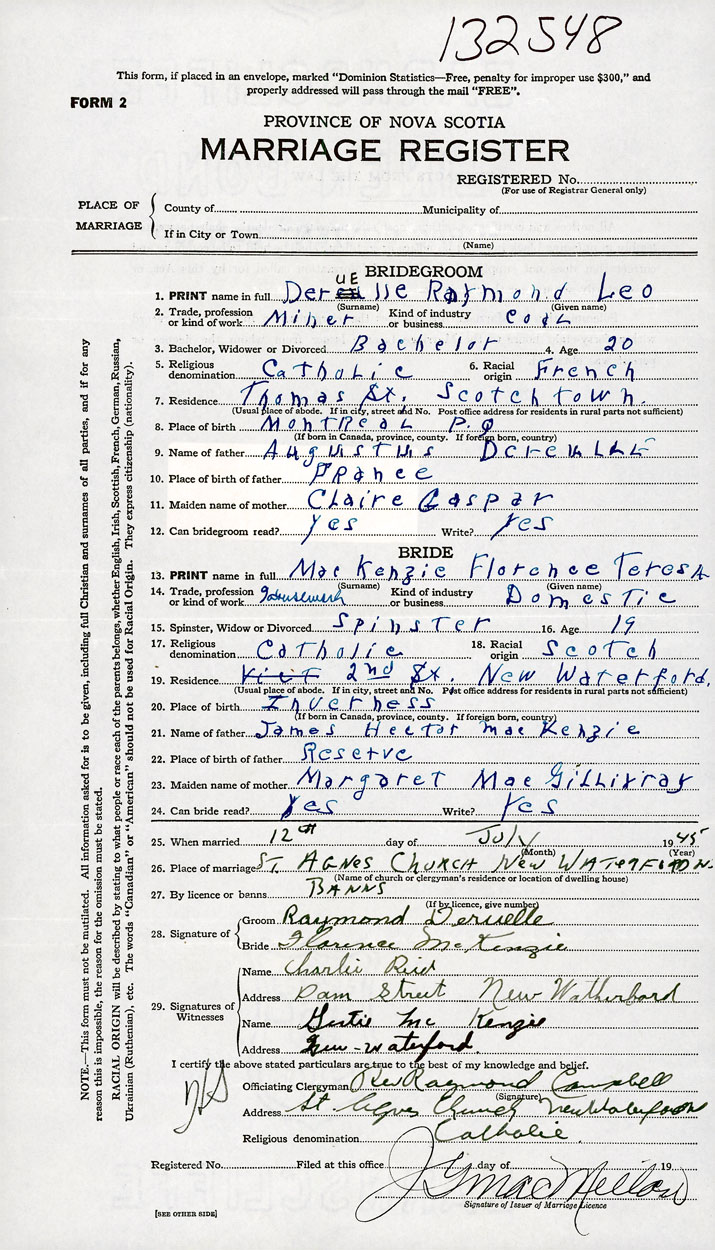 132548
This form, if placed in an envelope, marked "Dominion Statistics—Free, penalty for improper use $300," and
properly addressed will pass through the mail "FREE".
FORM 2
PROVINCE OF NOVA SCOTIA
MARRIAGE REGISTER
REGISTERED No.
(For use of Registrar General only)
PLACE OF MARRIAGE
County of Municipality of
If in City or Town
(Name)
NOTE.—This form must not be mutilated. All information asked for is to be given, including full Christian and surnames of all parties, and if for any
reason this is impossible, the reason for the omission must be stated.
RACIAL ORIGIN will be described by stating to what people or race each of the parents belongs, whether English, Irish, Scottish, French, German, Russian,
Ukrainian (Ruthenian), etc. The words "Canadian" or "American" should not be used for Racial Origin. They express citizenship (nationality).
BRIDEGROOM
UE
1. PRINT name in full Der lle Raymond Leo
(Surname) (Given name)
2. Trade, profession or kind of work Miner Kind of industry or business Coal
3. Bachelor, Widower or Divorced Bachelor 4. Age 20
5. Religious denomination Catholic 6. Racial origin French
7. Residence Thomas St. Scotchtown.
(Usual place of abode. If in city, street and No. Post office address for residents in rural parts not sufficient)
8. Place of birth Montreal P.Q
(If born in Canada, province, county. If foreign born, country)
9. Name of father Augustus
10. Place of birth of father France
11. Maiden name of mother Claire Gaspar
12. Can bridegroom read? Yes Write? Yes
BRIDE
13. PRINT name in full MacKenzie Florence Teresa
(Surname) (Given name)
14. Trade, profession or kind of work Housework Kind of industry or business Domestic
15. Spinster, Widow or Divorced Spinster 16. Age 19
17. Religious denomination Catholic 18. Racial origin Scotch
19. Residence 2nd St. New Waterford.
(Usual place of abode. If in city, street and No. Post office address for residents in rural parts not sufficient)
20. Place of birth Inverness
(If born in Canada, province, county. If foreign born, country)
21. Name of father James Hector MacKenzie
22. Place of birth of father Reserve
23. Maiden name of mother Margaret MacGillivray
24. Can bride read? Yes Write? Yes
25. When married 12th day of July 1945
(Month) (Year)
26. Place of marriage ST. AGNES CHURCH NEW WATERFORD N.
(Name of church or clergyman's residence or location of dwelling house)
27. By licence or banns BANNS
(If by licence, give number)
28. Signature of
Groom Raymond Deruelle
Bride Florence McKenzie
29. Signatures of Witnesses
Name Charlie Reid
Address Street New Watherford
Name Gertie McKenzie
Address New-Waterford.
I certify the above stated particulars are true to the best of my knowledge and belief.
Officiating Clergyman Rev Raymond Campbell
(Signature)
Address St. Agnes Church New Waterford
Religious denomination Catholic.
Registered No. Filed at this office day of 19
J G MacMellon
Signature of Issuer of Marriage Licence
[SEE OTHER SIDE]